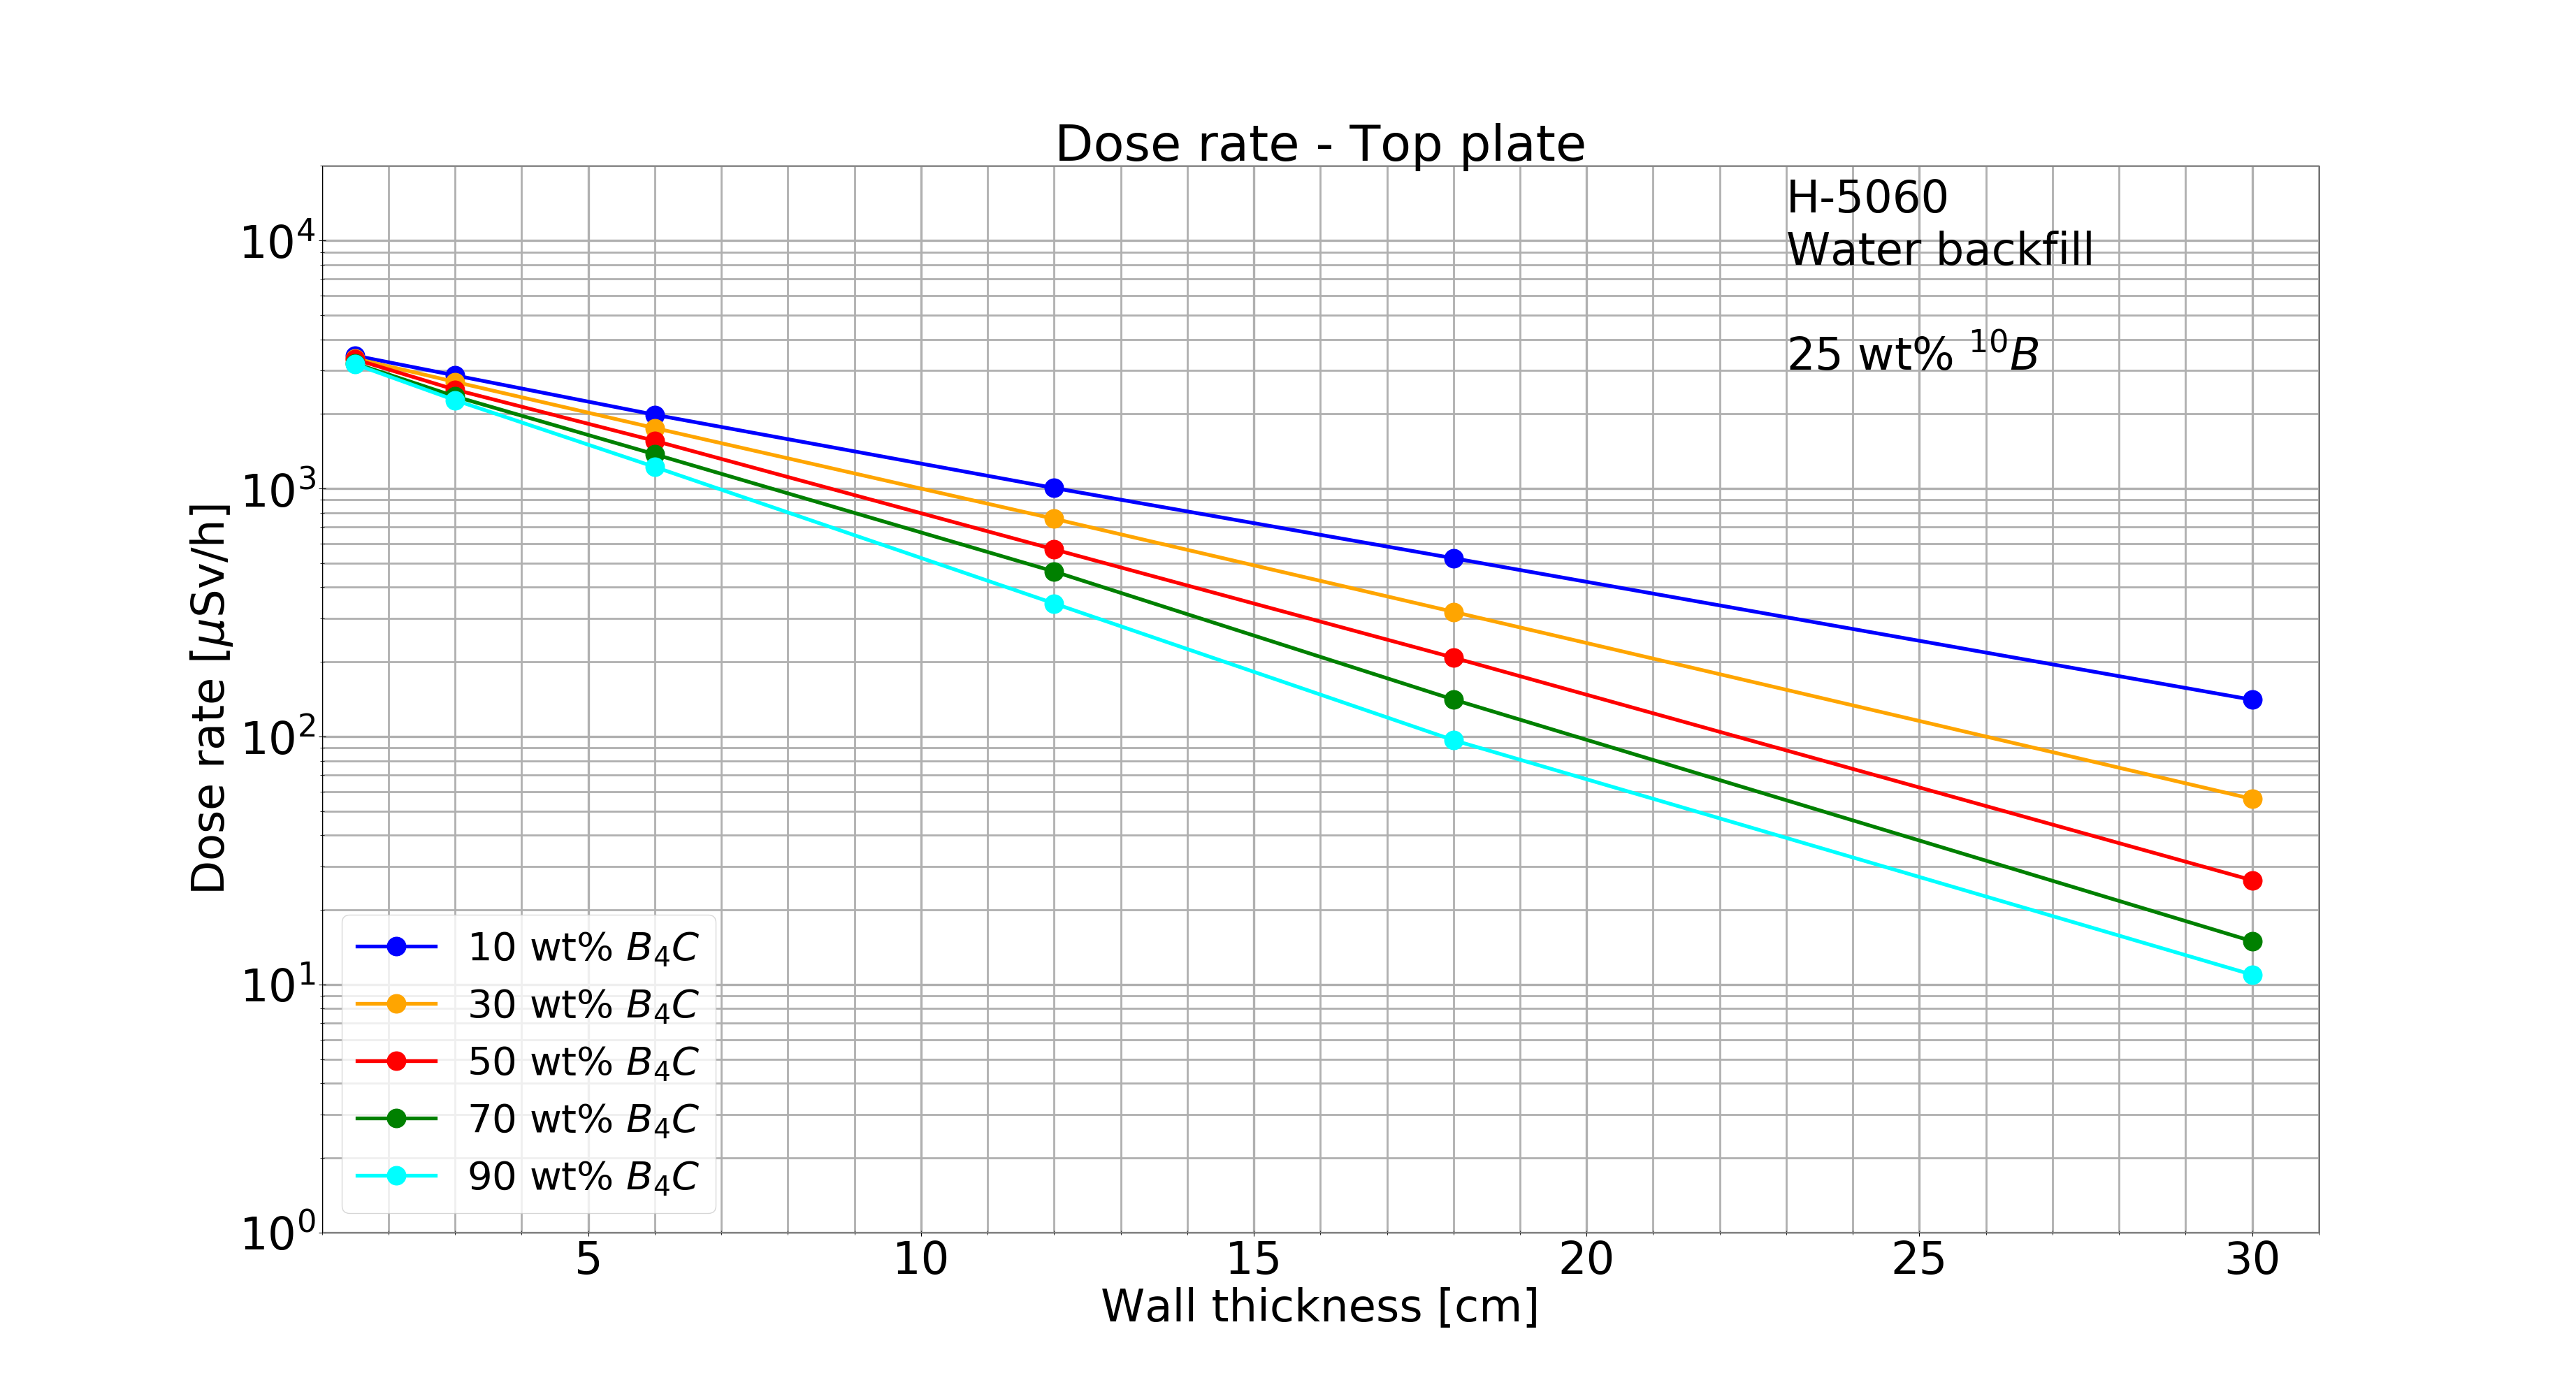 Dose rate - Top plate
H-5060
Water backfill
25 wt% ¹⁰B
Dose rate [μSv/h]
10⁴
10³
10²
10¹
10⁰
10 wt% B₄C
30 wt% B₄C
50 wt% B₄C
70 wt% B₄C
90 wt% B₄C
5 10 15 20 25 30
Wall thickness [cm]